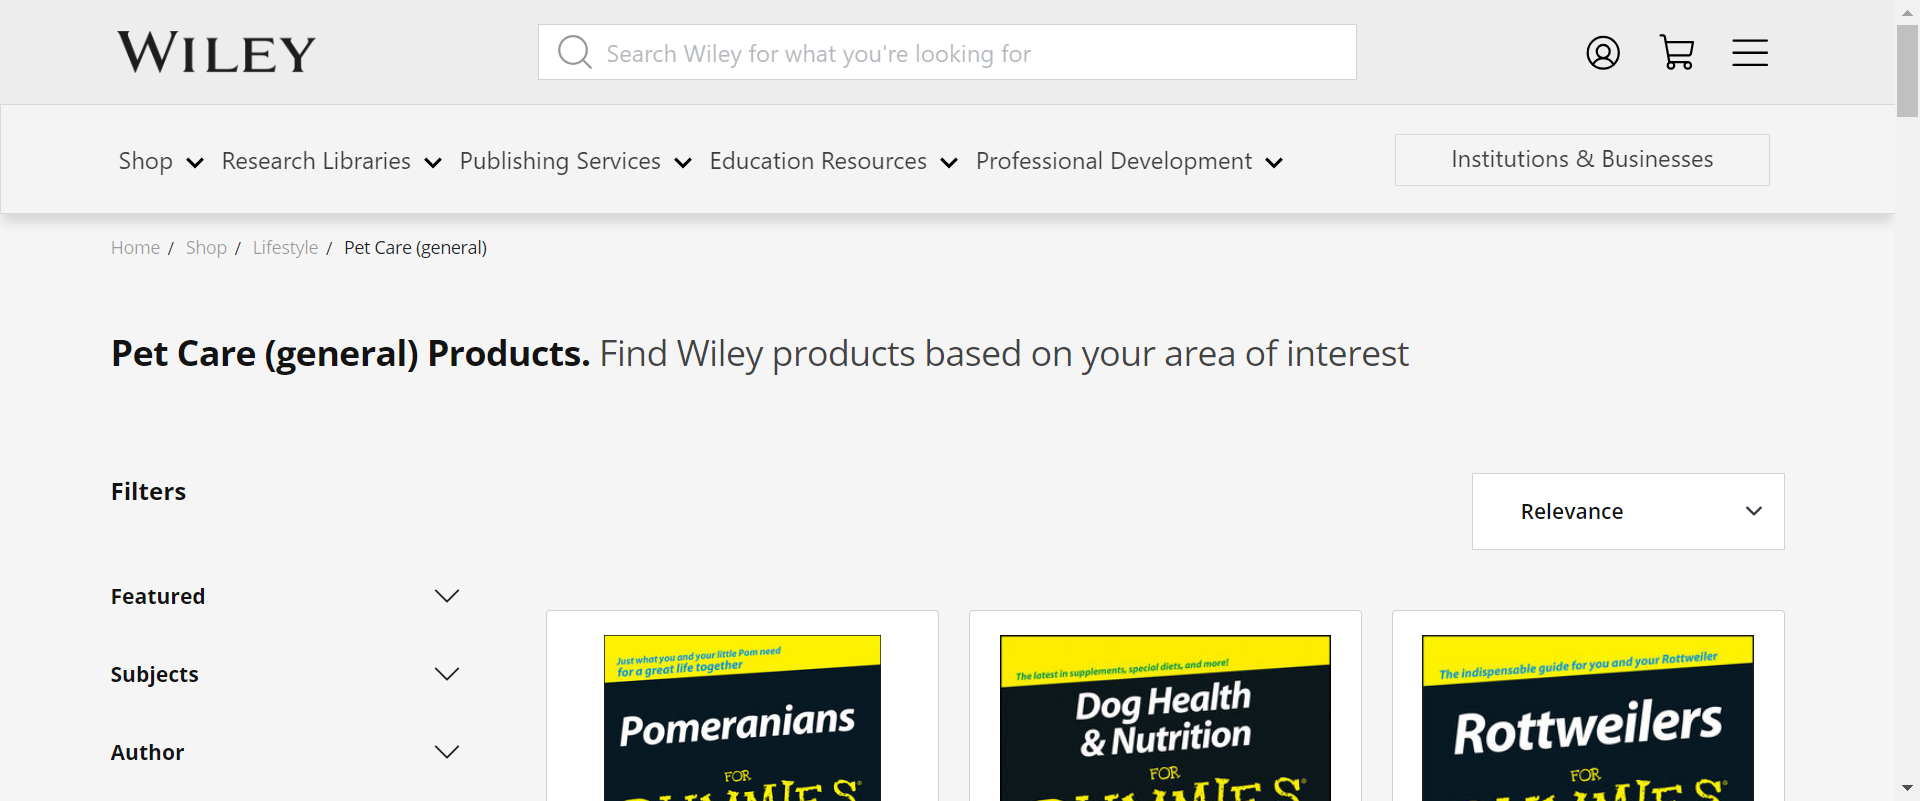 WILEY
Search Wiley for what you're looking for
Shop Research Libraries Publishing Services Education Resources Professional Development Institutions & Businesses
Home / Shop / Lifestyle / Pet Care (general)
Pet Care (general) Products. Find Wiley products based on your area of interest
Filters
Relevance
Featured
Subjects
Author
Just what you and your little Pom need
for a great life together
Pomeranians
FOR
DUMMIES
The latest in supplements, special diets, and more!
Dog Health
& Nutrition
FOR
DUMMIES
The indispensable guide for you and your Rottweiler
Rottweilers
FOR
DUMMIES